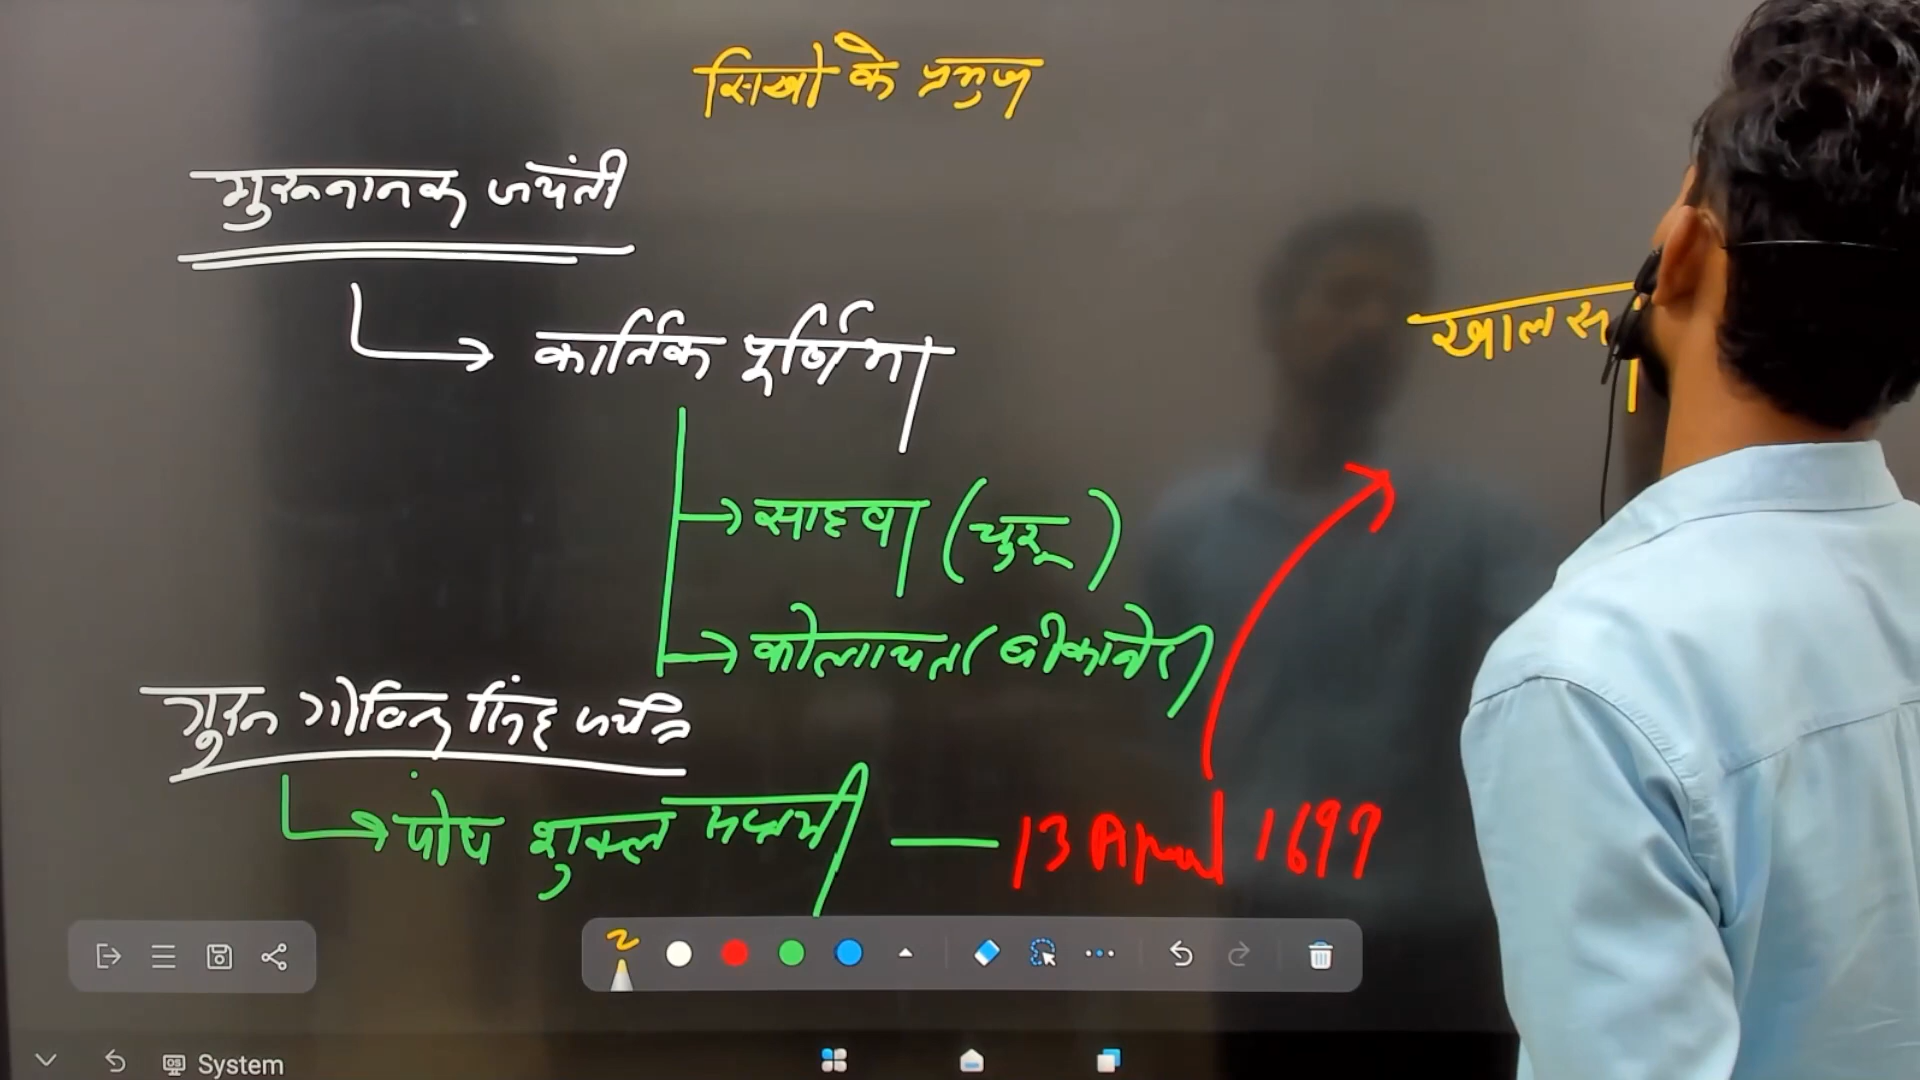 सिखो के प्रमुख
गुरूनानक जयंती
कार्तिक पूर्णिमा
खालसा
साहवा (चुरू)
कोलायत (बीकानेर)
गुरू गोविन्द सिंह जयंती
पोष शुक्ल सप्तमी — 13 April 1699
System